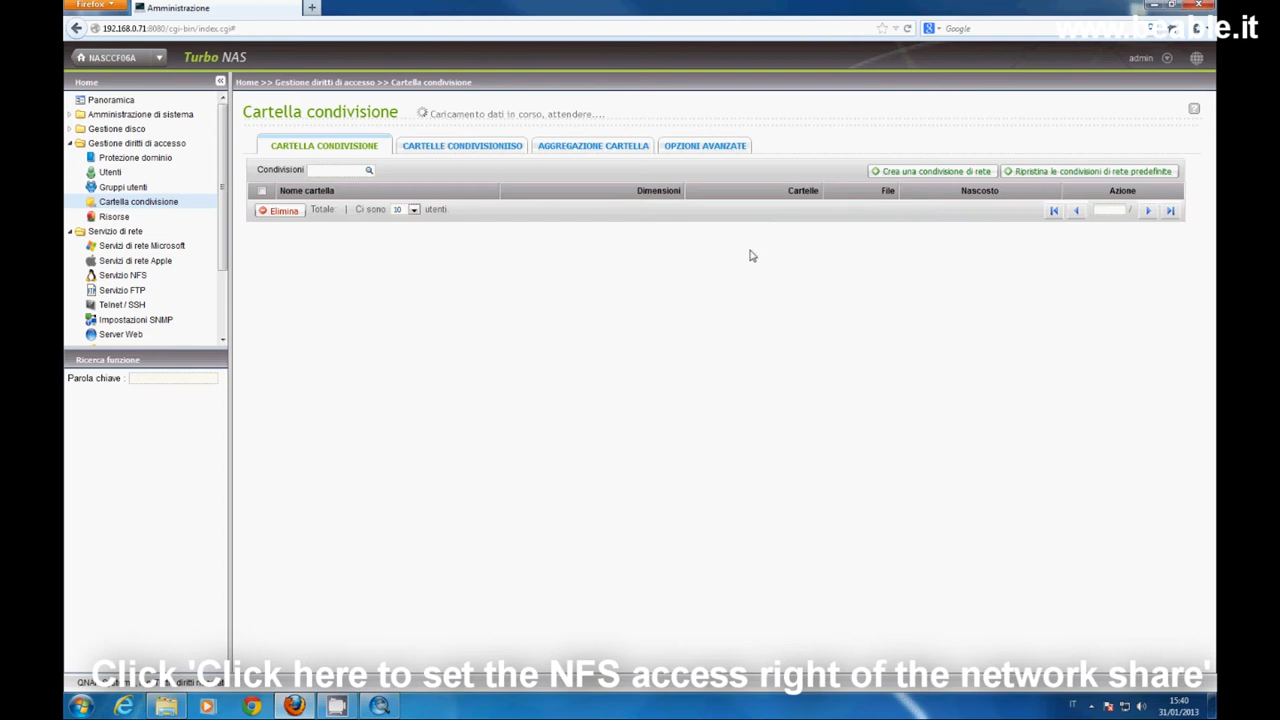 Firefox
Amministrazione
www.beable.it
192.168.0.71:8080/cgi-bin/index.cgi#
Google
NASCCF06A
Turbo NAS
admin
Home
Home >> Gestione diritti di accesso >> Cartella condivisione
Panoramica
Amministrazione di sistema
Gestione disco
Gestione diritti di accesso
Protezione dominio
Utenti
Gruppi utenti
Cartella condivisione
Risorse
Servizio di rete
Servizi di rete Microsoft
Servizi di rete Apple
Servizio NFS
Servizio FTP
Telnet / SSH
Impostazioni SNMP
Server Web
Ricerca funzione
Parola chiave :
Cartella condivisione
Caricamento dati in corso, attendere....
CARTELLA CONDIVISIONE
CARTELLE CONDIVISIONIISO
AGGREGAZIONE CARTELLA
OPZIONI AVANZATE
Condivisioni
Crea una condivisione di rete
Ripristina le condivisioni di rete predefinite
Nome cartella
Dimensioni
Cartelle
File
Nascosto
Azione
Elimina
Totale: | Ci sono 10 utenti.
/
Click 'Click here to set the NFS access right of the network share'
IT
15:40
31/01/2013